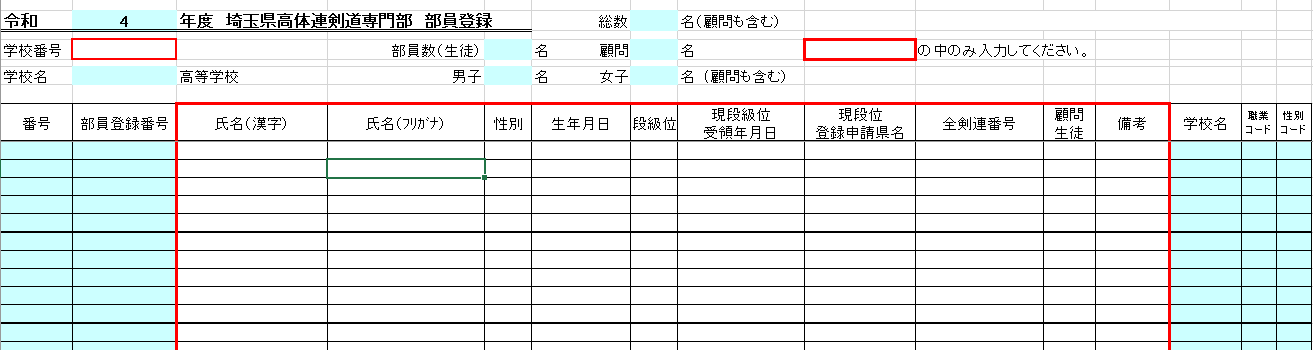 令和 4 年度 埼玉県高体連剣道専門部 部員登録 総数 名(顧問も含む)
学校番号 部員数(生徒) 名 顧問 名 の中のみ入力してください。
学校名 高等学校 男子 名 女子 名 (顧問も含む)
番号 部員登録番号 氏名(漢字) 氏名(フリガナ) 性別 生年月日 段級位 現段級位 受領年月日 現段位 登録申請県名 全剣連番号 顧問 生徒 備考 学校名 職業 コード 性別 コード